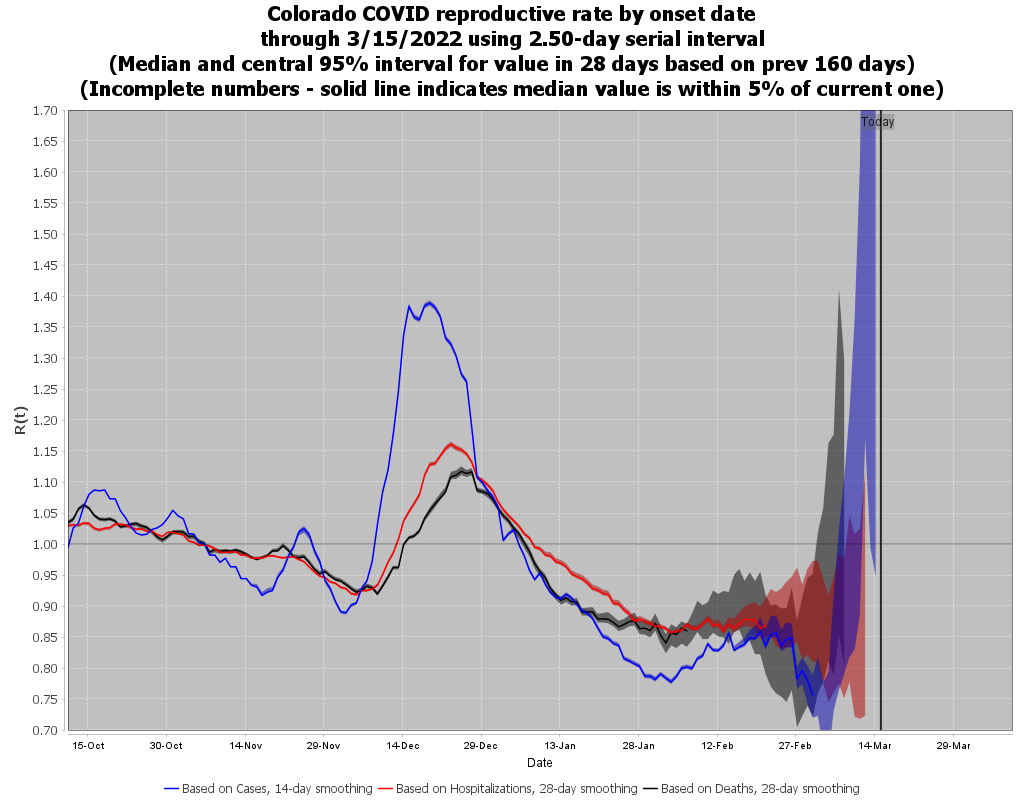 Colorado COVID reproductive rate by onset date
through 3/15/2022 using 2.50-day serial interval
(Median and central 95% interval for value in 28 days based on prev 160 days)
(Incomplete numbers - solid line indicates median value is within 5% of current one)
Today
1.70
1.65
1.60
1.55
1.50
1.45
1.40
1.35
1.30
1.25
1.20
1.15
1.10
1.05
1.00
0.95
0.90
0.85
0.80
0.75
0.70
R(t)
15-Oct 30-Oct 14-Nov 29-Nov 14-Dec 29-Dec 13-Jan 28-Jan 12-Feb 27-Feb 14-Mar 29-Mar
Date
Based on Cases, 14-day smoothing Based on Hospitalizations, 28-day smoothing Based on Deaths, 28-day smoothing